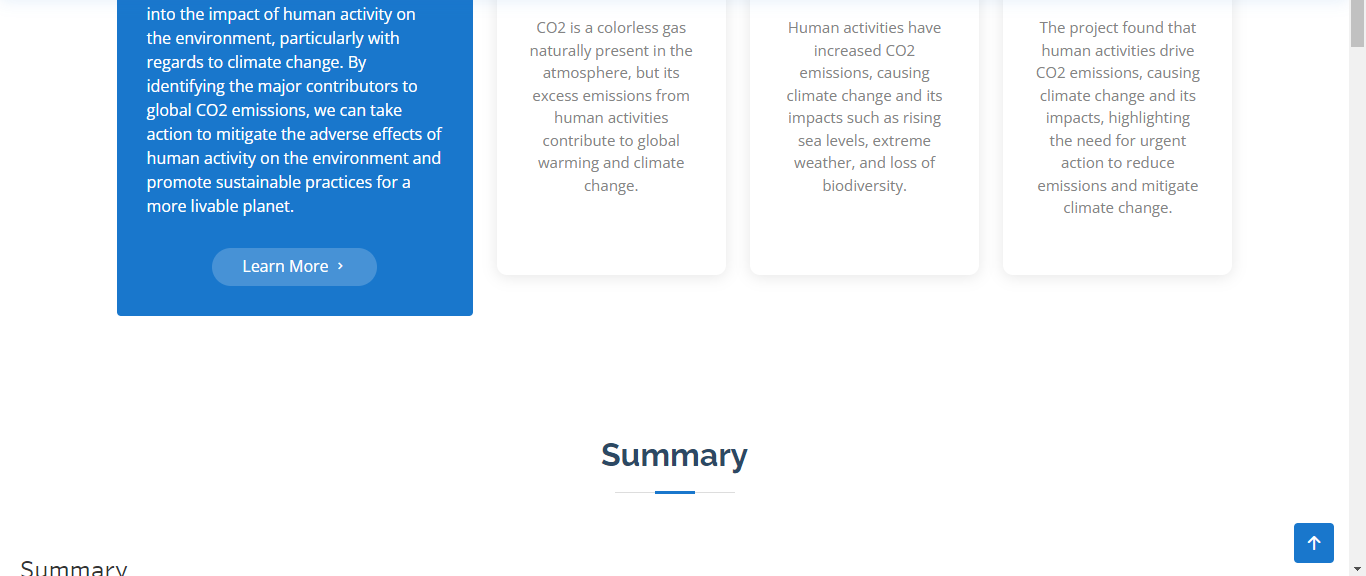 into the impact of human activity on
the environment, particularly with
regards to climate change. By
identifying the major contributors to
global CO2 emissions, we can take
action to mitigate the adverse effects of
human activity on the environment and
promote sustainable practices for a
more livable planet.
Learn More
CO2 is a colorless gas
naturally present in the
atmosphere, but its
excess emissions from
human activities
contribute to global
warming and climate
change.
Human activities have
increased CO2
emissions, causing
climate change and its
impacts such as rising
sea levels, extreme
weather, and loss of
biodiversity.
The project found that
human activities drive
CO2 emissions, causing
climate change and its
impacts, highlighting
the need for urgent
action to reduce
emissions and mitigate
climate change.
Summary
Summary